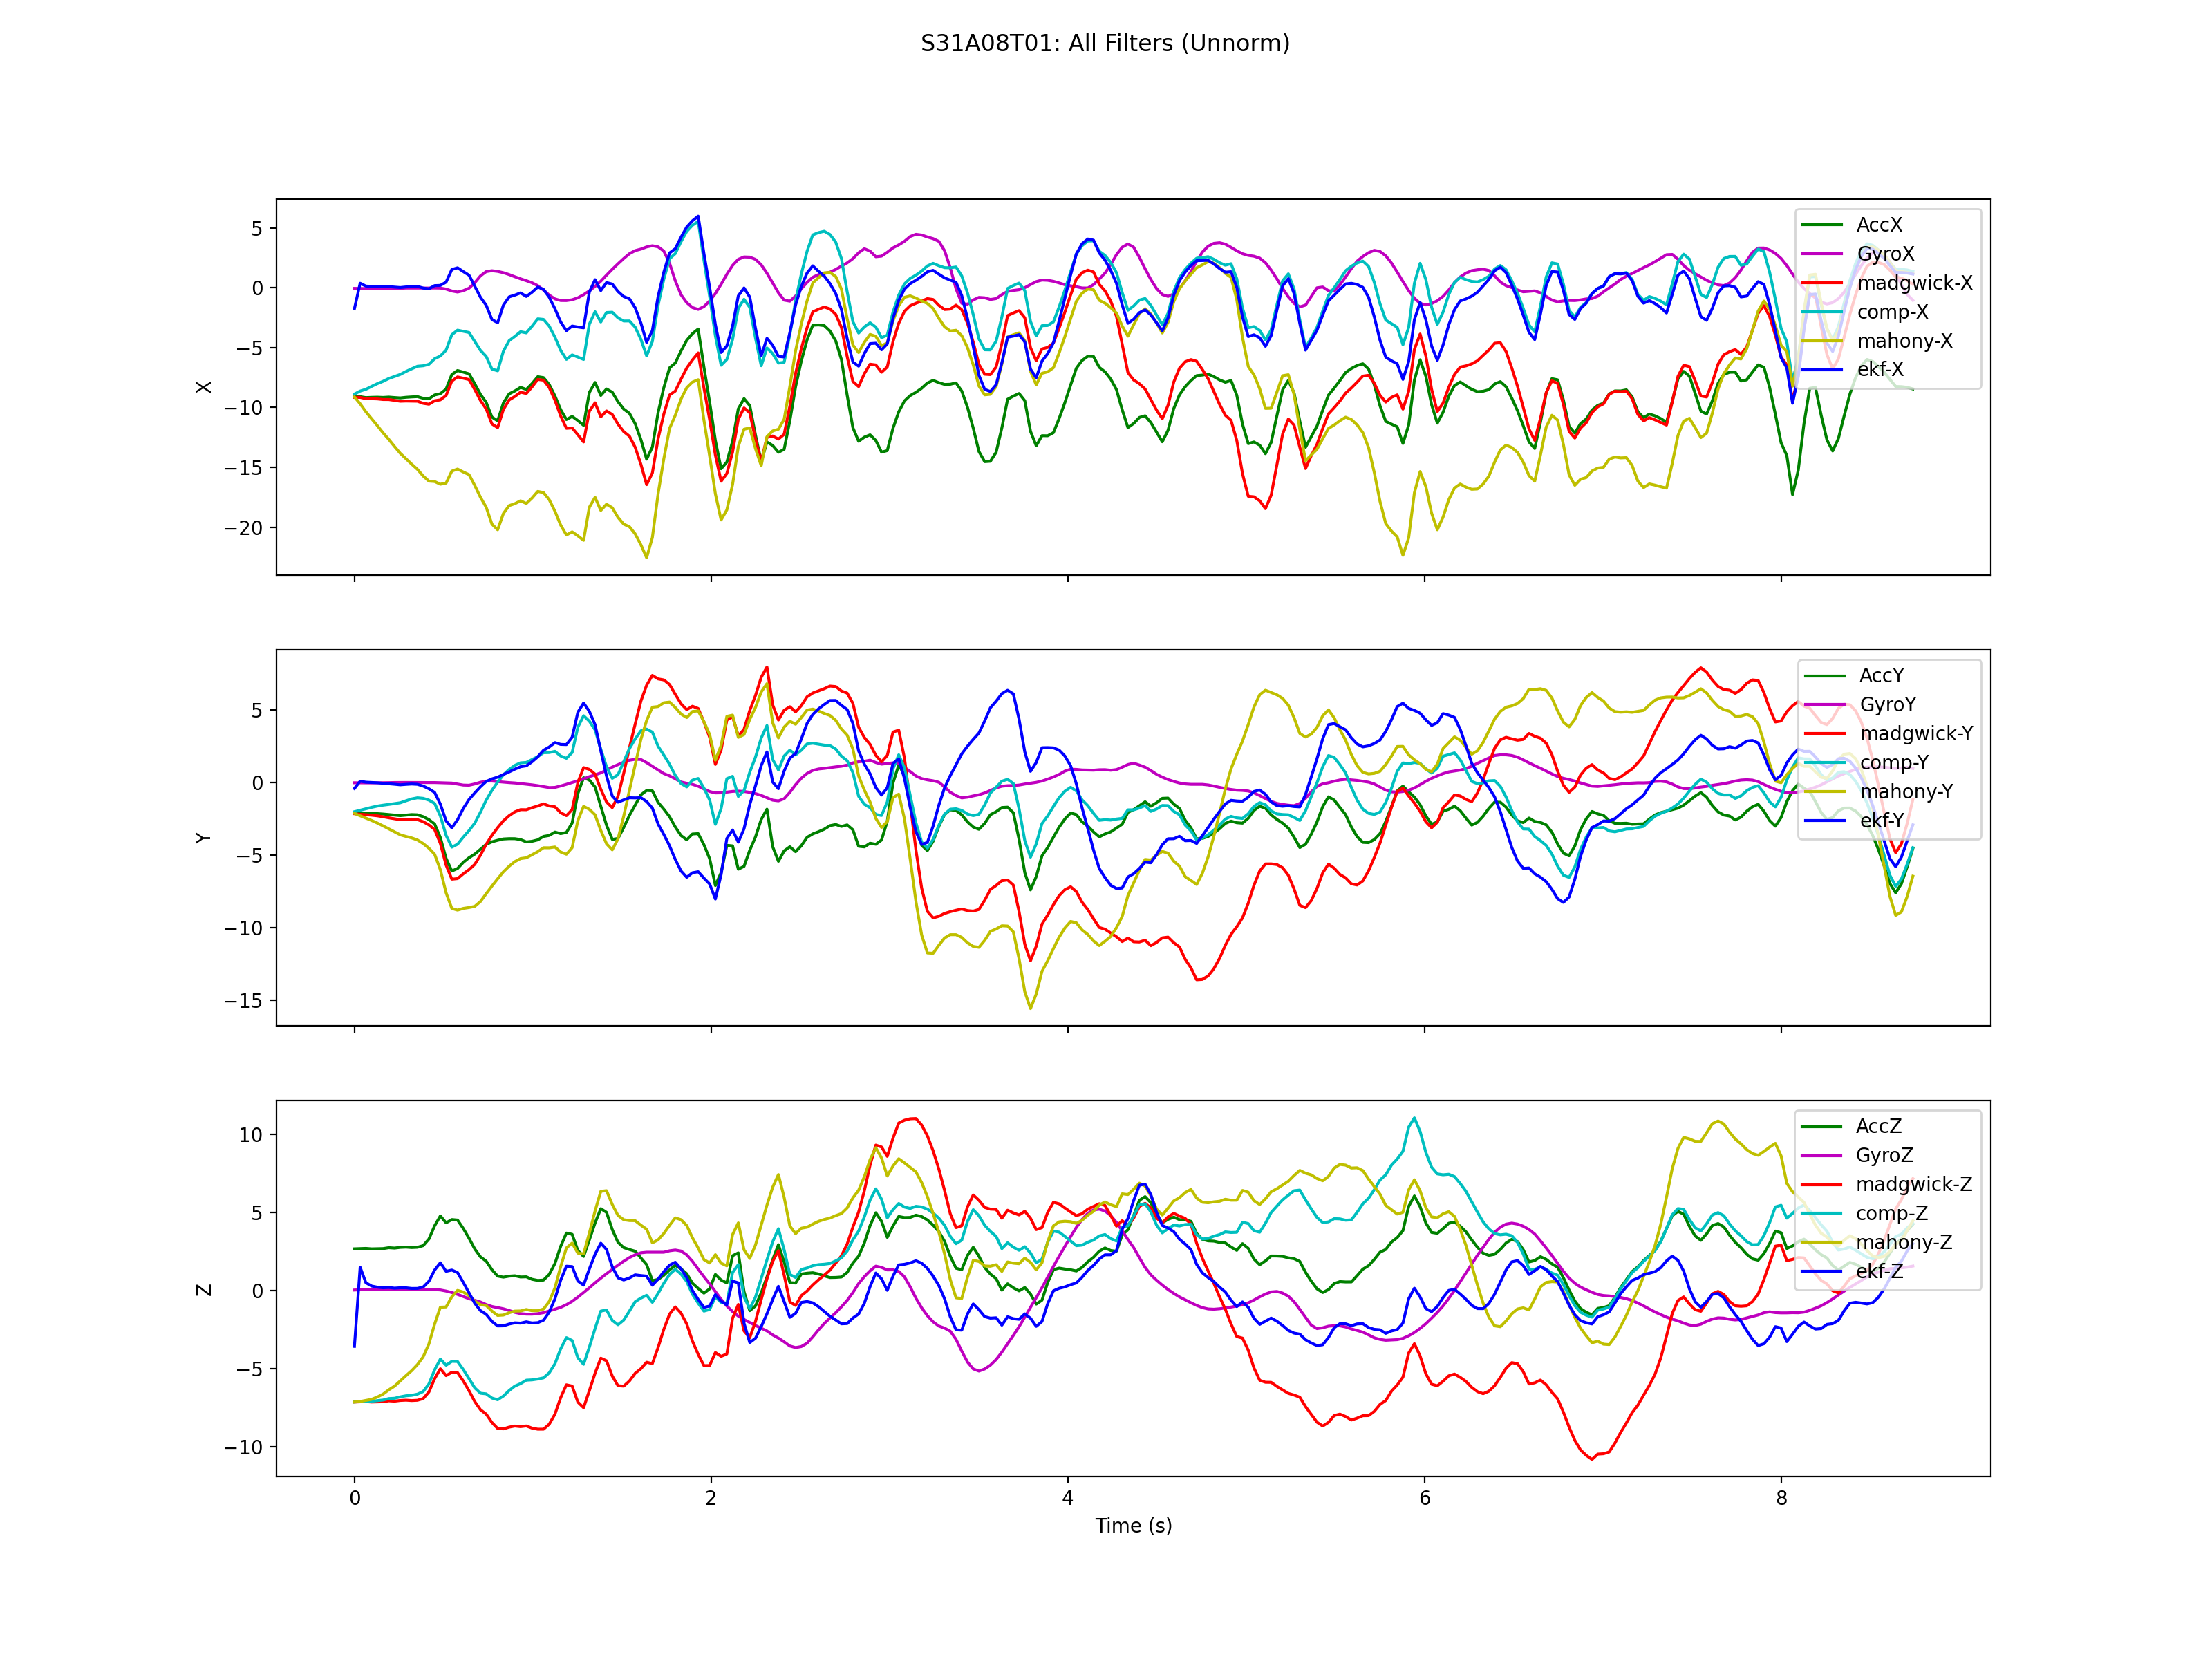 S31A08T01: All Filters (Unnorm)
5
0
−5
−10
−15
−20
X
AccX
GyroX
madgwick-X
comp-X
mahony-X
ekf-X
5
0
−5
−10
−15
Y
AccY
GyroY
madgwick-Y
comp-Y
mahony-Y
ekf-Y
10
5
0
−5
−10
Z
AccZ
GyroZ
madgwick-Z
comp-Z
mahony-Z
ekf-Z
0 2 4 6 8
Time (s)